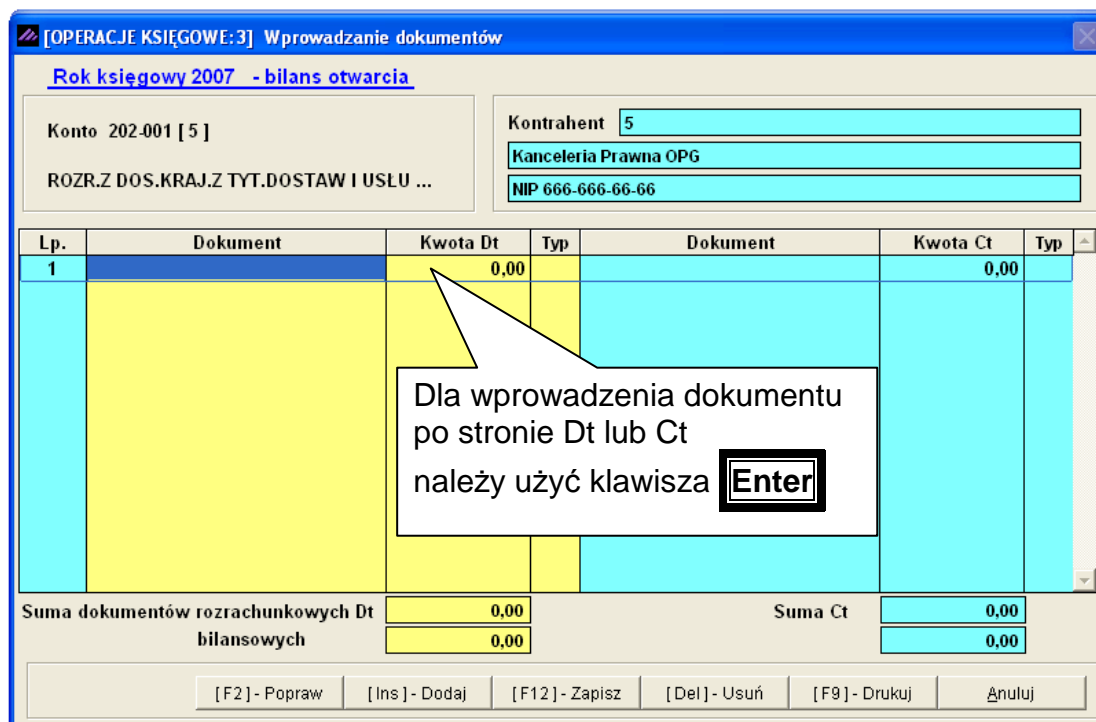 [OPERACJE KSIĘGOWE:3] Wprowadzanie dokumentów
Rok księgowy 2007 - bilans otwarcia
Konto 202-001 [ 5 ]
ROZR.Z DOS.KRAJ.Z TYT.DOSTAW I USŁU ...
Kontrahent 5
Kanceleria Prawna OPG
NIP 666-666-66-66
Lp. Dokument Kwota Dt Typ Dokument Kwota Ct Typ
1 0,00 0,00
Dla wprowadzenia dokumentu
po stronie Dt lub Ct
należy użyć klawisza Enter
Suma dokumentów rozrachunkowych Dt 0,00 Suma Ct 0,00
bilansowych 0,00 0,00
[F2]- Popraw [Ins]- Dodaj [F12]- Zapisz [Del]- Usuń [F9]- Drukuj Anuluj